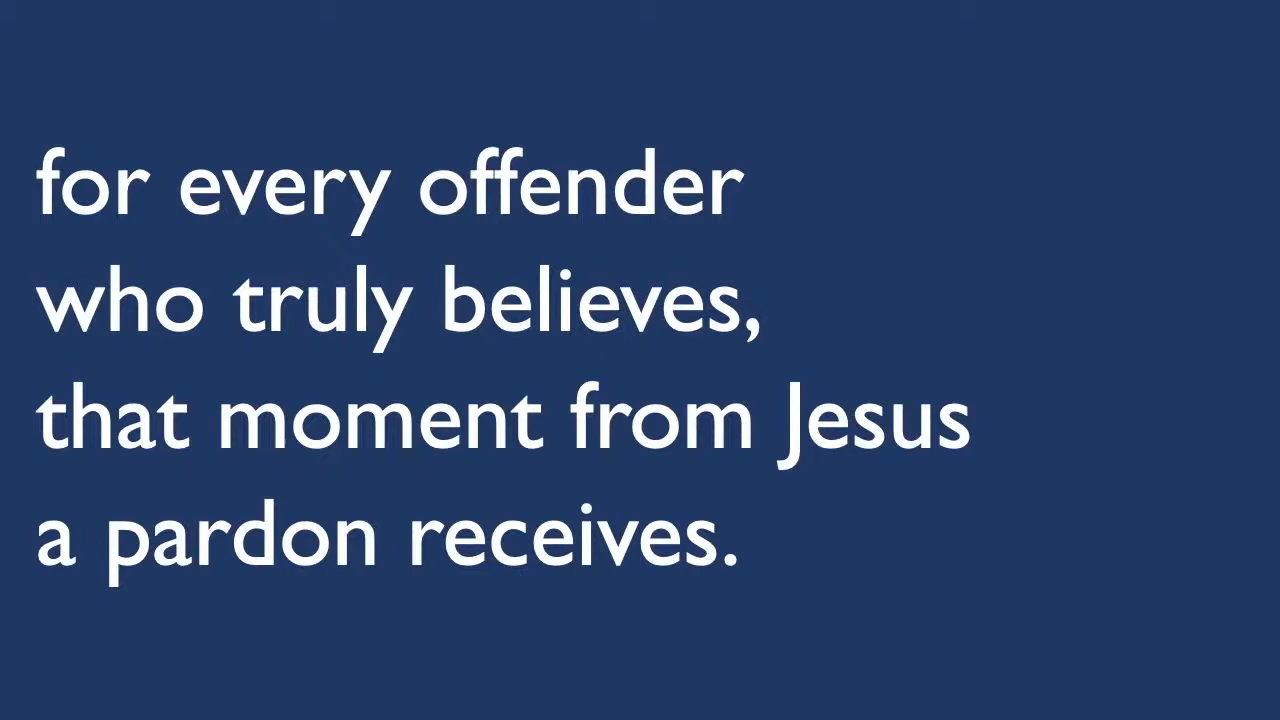 for every offender
who truly believes,
that moment from Jesus
a pardon receives.